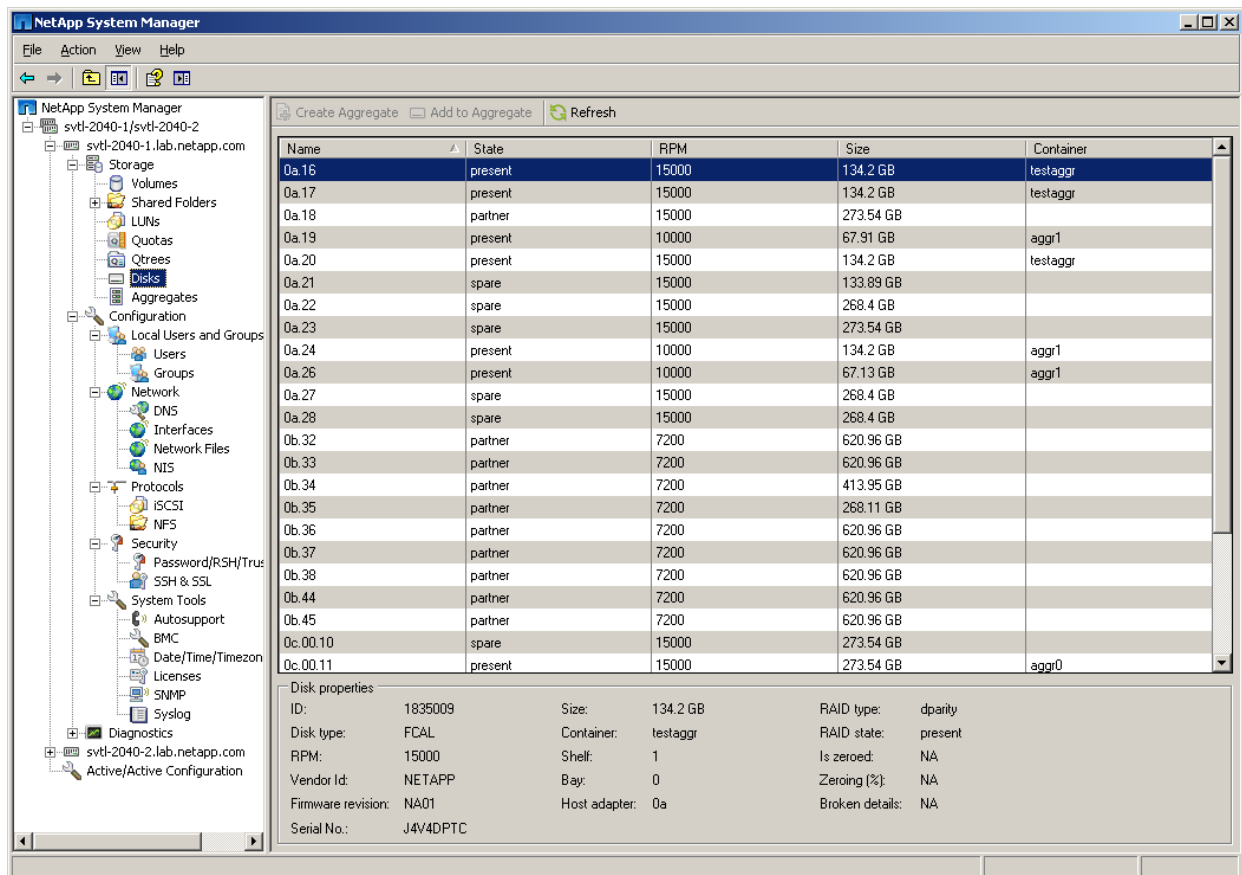 NetApp System Manager
File Action View Help
NetApp System Manager
svtl-2040-1/svtl-2040-2
svtl-2040-1.lab.netapp.com
Storage
Volumes
Shared Folders
LUNs
Quotas
Qtrees
Disks
Aggregates
Configuration
Local Users and Groups
Users
Groups
Network
DNS
Interfaces
Network Files
NIS
Protocols
iSCSI
NFS
Security
Password/RSH/Trus
SSH & SSL
System Tools
Autosupport
BMC
Date/Time/Timezon
Licenses
SNMP
Syslog
Diagnostics
svtl-2040-2.lab.netapp.com
Active/Active Configuration
Create Aggregate Add to Aggregate Refresh
Name State RPM Size Container
0a.16 present 15000 134.2 GB testaggr
0a.17 present 15000 134.2 GB testaggr
0a.18 partner 15000 273.54 GB
0a.19 present 10000 67.91 GB aggr1
0a.20 present 15000 134.2 GB testaggr
0a.21 spare 15000 133.89 GB
0a.22 spare 15000 268.4 GB
0a.23 spare 15000 273.54 GB
0a.24 present 10000 134.2 GB aggr1
0a.26 present 10000 67.13 GB aggr1
0a.27 spare 15000 268.4 GB
0a.28 spare 15000 268.4 GB
0b.32 partner 7200 620.96 GB
0b.33 partner 7200 620.96 GB
0b.34 partner 7200 413.95 GB
0b.35 partner 7200 268.11 GB
0b.36 partner 7200 620.96 GB
0b.37 partner 7200 620.96 GB
0b.38 partner 7200 620.96 GB
0b.44 partner 7200 620.96 GB
0b.45 partner 7200 620.96 GB
0c.00.10 spare 15000 273.54 GB
0c.00.11 present 15000 273.54 GB aggr0
Disk properties
ID: 1835009 Size: 134.2 GB RAID type: dparity
Disk type: FCAL Container: testaggr RAID state: present
RPM: 15000 Shelf: 1 Is zeroed: NA
Vendor Id: NETAPP Bay: 0 Zeroing (%): NA
Firmware revision: NA01 Host adapter: 0a Broken details: NA
Serial No.: J4V4DPTC